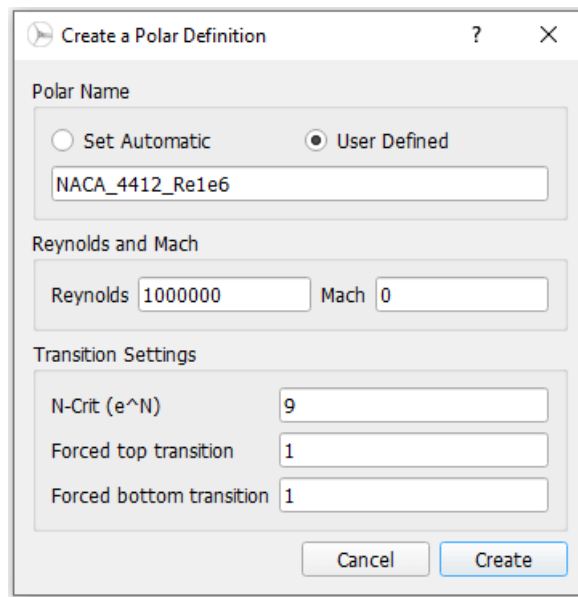 Create a Polar Definition ?
Polar Name
Set Automatic User Defined
NACA_4412_Re1e6
Reynolds and Mach
Reynolds 1000000 Mach 0
Transition Settings
N-Crit (e^N) 9
Forced top transition 1
Forced bottom transition 1
Cancel Create